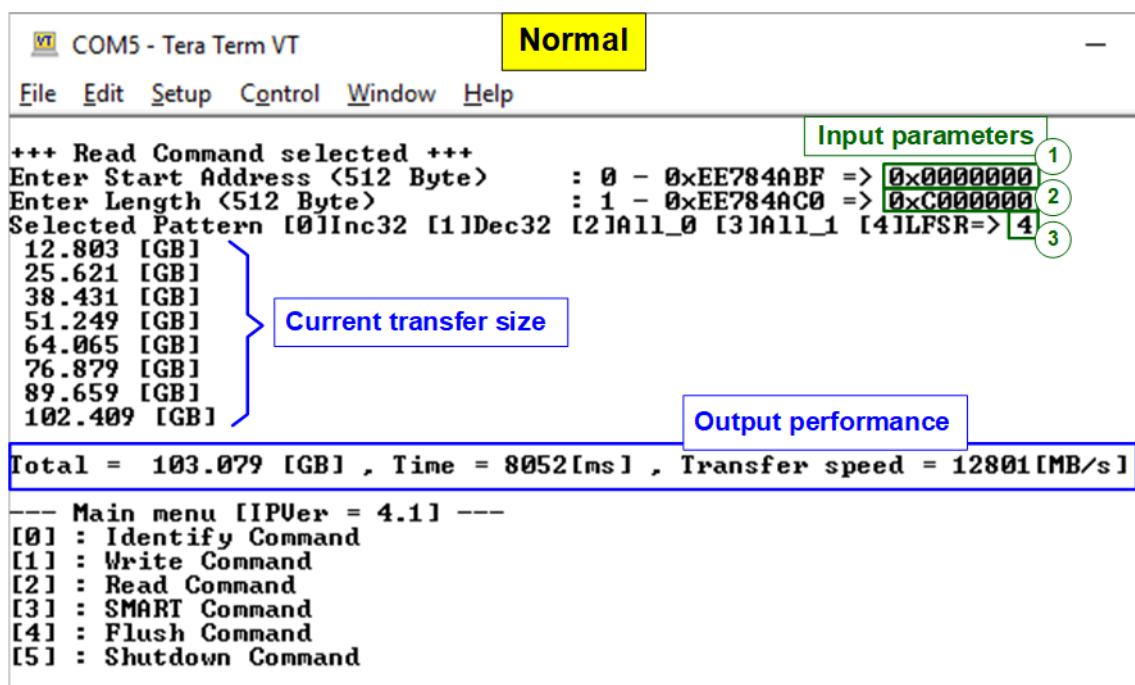 COM5 - Tera Term VT
Normal
File Edit Setup Control Window Help
Input parameters
+++ Read Command selected +++
Enter Start Address (512 Byte) : 0 - 0xEE784ABF => 0x0000000 1
Enter Length (512 Byte) : 1 - 0xEE784AC0 => 0xC000000 2
Selected Pattern [0]Inc32 [1]Dec32 [2]All_0 [3]All_1 [4]LFSR=> 4 3
12.803 [GB]
25.621 [GB]
38.431 [GB]
51.249 [GB]
64.065 [GB]
76.879 [GB]
89.659 [GB]
102.409 [GB]
Current transfer size
Output performance
Total = 103.079 [GB] , Time = 8052[ms] , Transfer speed = 12801[MB/s]
--- Main menu [IPVer = 4.1] ---
[0] : Identify Command
[1] : Write Command
[2] : Read Command
[3] : SMART Command
[4] : Flush Command
[5] : Shutdown Command